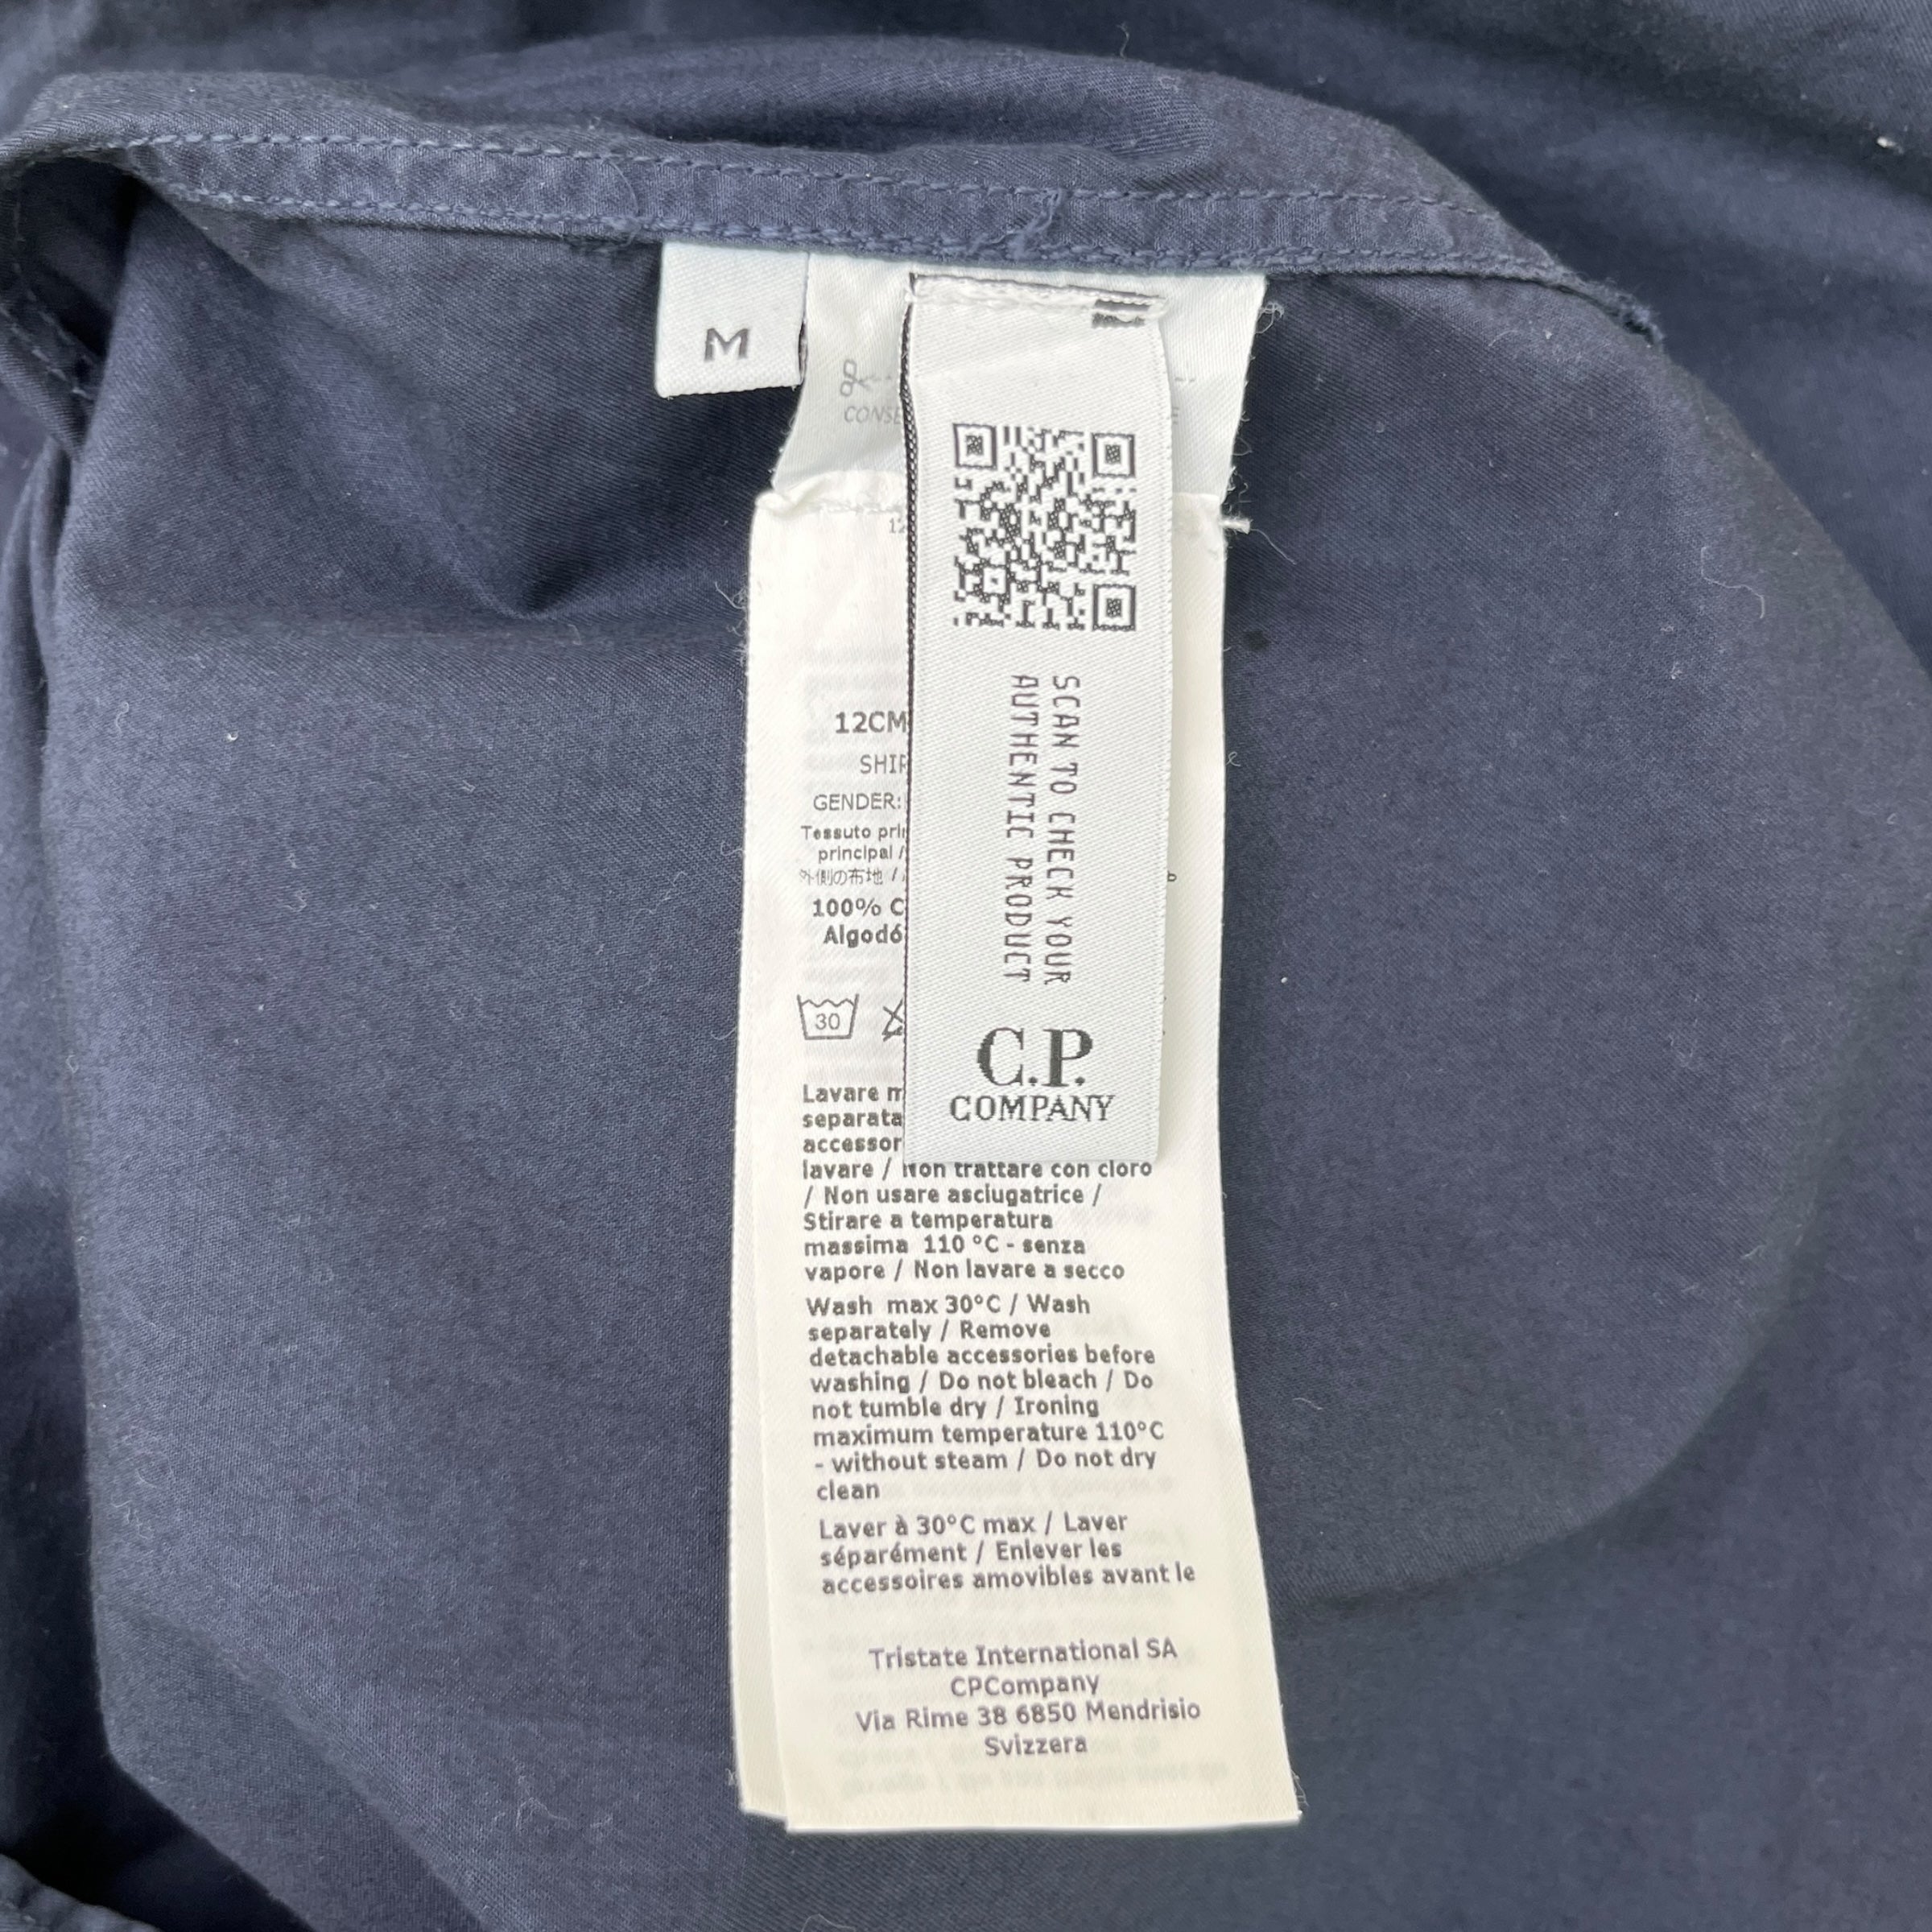 M
CONSE
E
12
SCAN TO CHECK YOUR
AUTHENTIC PRODUCT
C.P.
COMPANY
12CM
SHIR
GENDER:
Tessuto prin
principal /
外側の布地 /
100% C
Algodó
30
Lavare m
separata
accessor
lavare / Non trattare con cloro
/ Non usare asciugatrice /
Stirare a temperatura
massima 110 °C - senza
vapore / Non lavare a secco
Wash max 30°C / Wash
separately / Remove
detachable accessories before
washing / Do not bleach / Do
not tumble dry / Ironing
maximum temperature 110°C
- without steam / Do not dry
clean
Laver à 30°C max / Laver
séparément / Enlever les
accessoires amovibles avant le
Tristate International SA
CPCompany
Via Rime 38 6850 Mendrisio
Svizzera